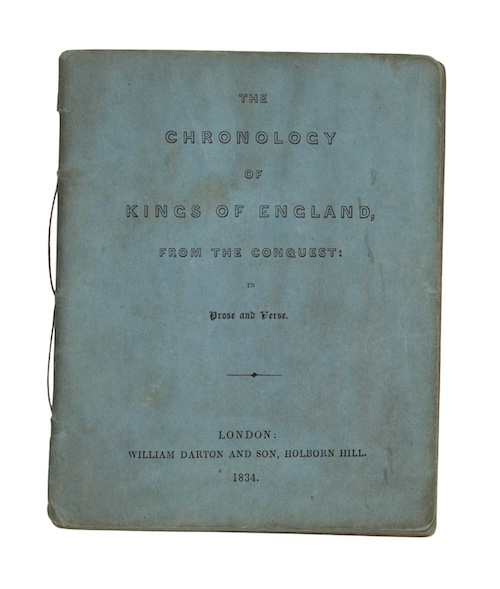 THE
CHRONOLOGY
OF
KINGS OF ENGLAND,
FROM THE CONQUEST:
IN
Prose and Verse.
LONDON:
WILLIAM DARTON AND SON, HOLBORN HILL.
1834.